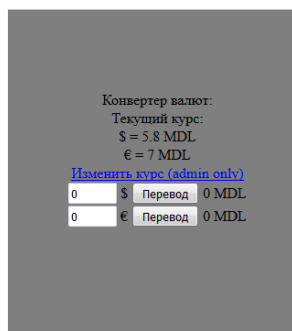 Конвертер валют:
Текущий курс:
$ = 5.8 MDL
€ = 7 MDL
Изменить курс (admin only)
0 $ Перевод 0 MDL
0 € Перевод 0 MDL